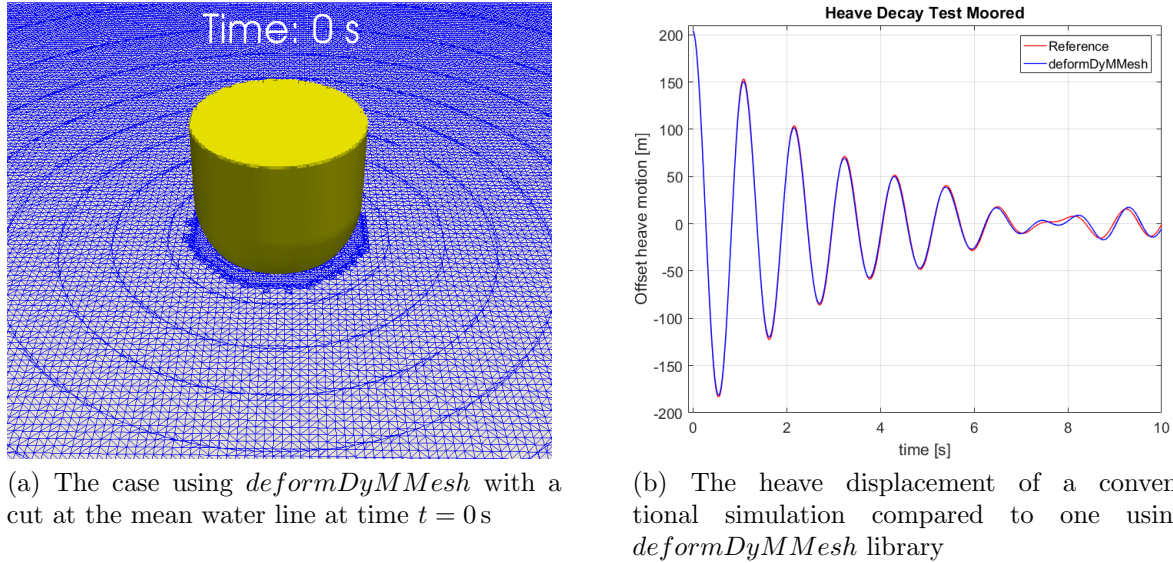 Time: 0 s
(a) The case using deformDyMMesh with a
cut at the mean water line at time t = 0 s
Heave Decay Test Moored
Reference
deformDyMMesh
Offset heave motion [m]
200
150
100
50
0
-50
-100
-150
-200
0
2
4
6
8
10
time [s]
(b) The heave displacement of a conven
tional simulation compared to one usin
deformDyMMesh library